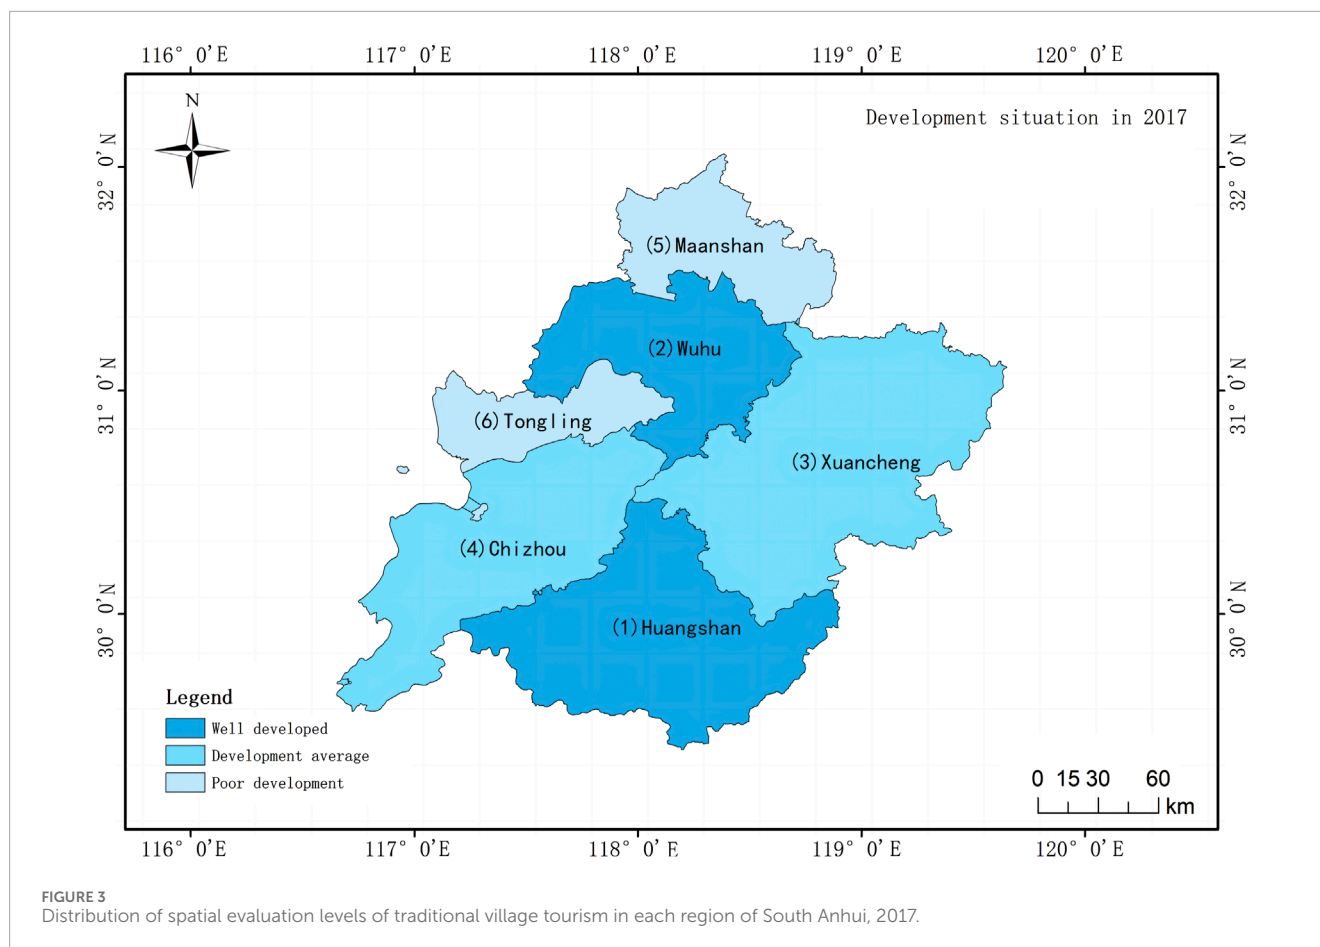 116° 0'E 117° 0'E 118° 0'E 119° 0'E 120° 0'E
N
Development situation in 2017
32° 0'N 32° 0'N
(5)Maanshan
(2)Wuhu
31° 0'N 31° 0'N
(6)Tongling
(3)Xuancheng
(4)Chizhou
30° 0'N 30° 0'N
(1)Huangshan
Legend
Well developed
Development average
Poor development
0 15 30 60
km
116° 0'E 117° 0'E 118° 0'E 119° 0'E 120° 0'E
FIGURE 3
Distribution of spatial evaluation levels of traditional village tourism in each region of South Anhui, 2017.